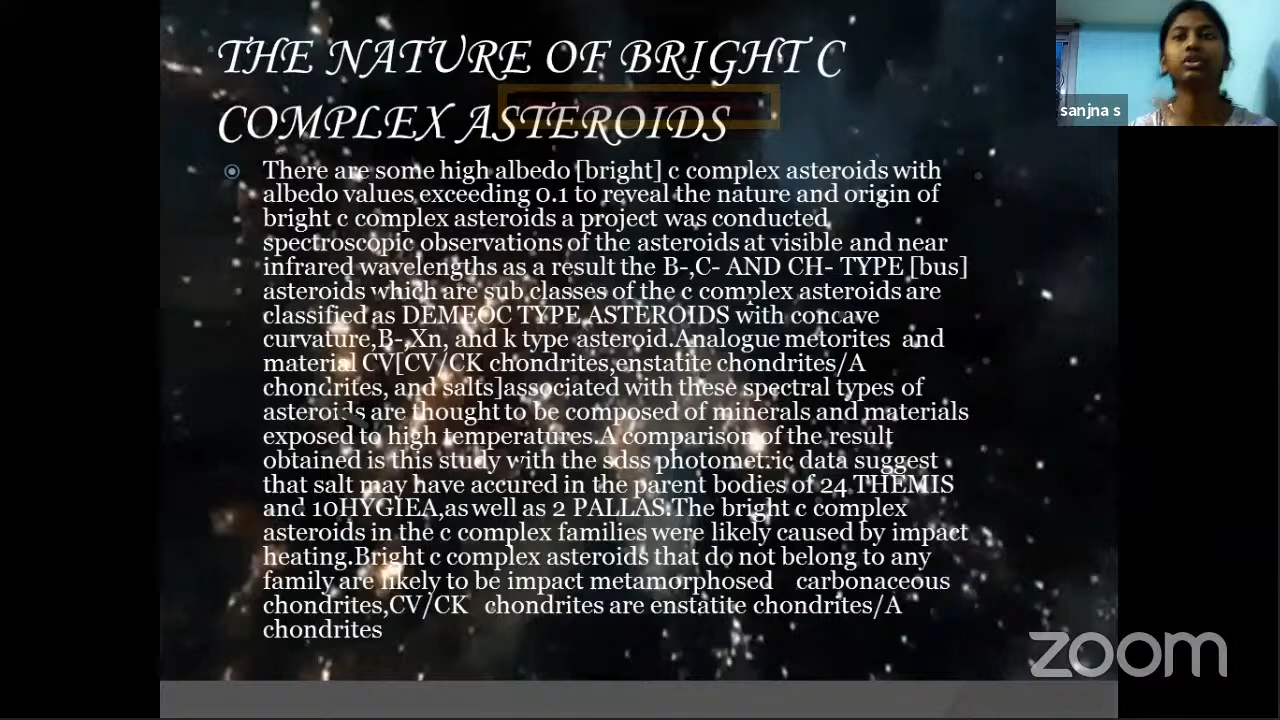 THE NATURE OF BRIGHT C
COMPLEX ASTEROIDS
There are some high albedo [bright] c complex asteroids with
albedo values exceeding 0.1 to reveal the nature and origin of
bright c complex asteroids a project was conducted
spectroscopic observations of the asteroids at visible and near
infrared wavelengths as a result the B-,C- AND CH- TYPE [bus]
asteroids which are sub classes of the c complex asteroids are
classified as DEMEOC TYPE ASTEROIDS with concave
curvature,B-,Xn, and k type asteroid.Analogue metorites and
material CV[CV/CK chondrites,enstatite chondrites/A
chondrites, and salts]associated with these spectral types of
asteroids are thought to be composed of minerals and materials
exposed to high temperatures.A comparison of the result
obtained is this study with the sdss photometric data suggest
that salt may have accured in the parent bodies of 24 THEMIS
and 10HYGIEA,as well as 2 PALLAS.The bright c complex
asteroids in the c complex families were likely caused by impact
heating.Bright c complex asteroids that do not belong to any
family are likely to be impact metamorphosed carbonaceous
chondrites,CV/CK chondrites are enstatite chondrites/A
chondrites
sanjna s
zoom